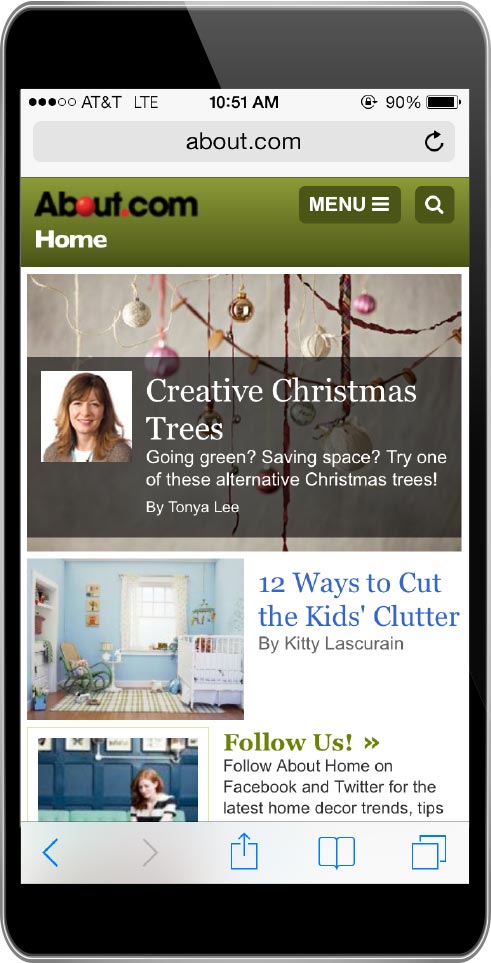 AT&T LTE 10:51 AM 90%
about.com
About.com
MENU
Home
Creative Christmas
Trees
Going green? Saving space? Try one
of these alternative Christmas trees!
By Tonya Lee
12 Ways to Cut
the Kids' Clutter
By Kitty Lascurain
Follow Us! »
Follow About Home on
Facebook and Twitter for the
latest home decor trends, tips